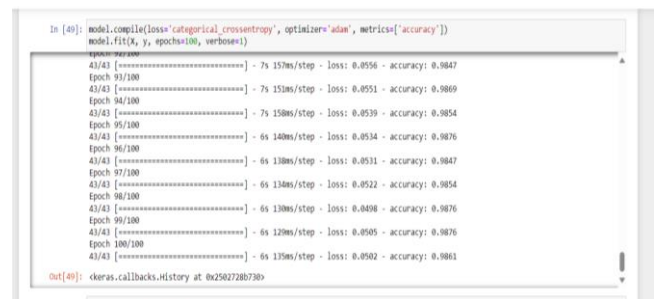 In [49]: model.compile(loss='categorical_crossentropy', optimizer='adam', metrics=['accuracy'])
model.fit(X, y, epochs=100, verbose=1)
Epoch 92/100
43/43 [==============================] - 7s 157ms/step - loss: 0.0556 - accuracy: 0.9847
Epoch 93/100
43/43 [==============================] - 7s 151ms/step - loss: 0.0551 - accuracy: 0.9869
Epoch 94/100
43/43 [==============================] - 7s 158ms/step - loss: 0.0539 - accuracy: 0.9854
Epoch 95/100
43/43 [==============================] - 6s 140ms/step - loss: 0.0534 - accuracy: 0.9876
Epoch 96/100
43/43 [==============================] - 6s 138ms/step - loss: 0.0531 - accuracy: 0.9847
Epoch 97/100
43/43 [==============================] - 6s 134ms/step - loss: 0.0522 - accuracy: 0.9854
Epoch 98/100
43/43 [==============================] - 6s 130ms/step - loss: 0.0498 - accuracy: 0.9876
Epoch 99/100
43/43 [==============================] - 6s 129ms/step - loss: 0.0505 - accuracy: 0.9876
Epoch 100/100
43/43 [==============================] - 6s 135ms/step - loss: 0.0502 - accuracy: 0.9861
Out[49]: <keras.callbacks.History at 0x2502728b730>